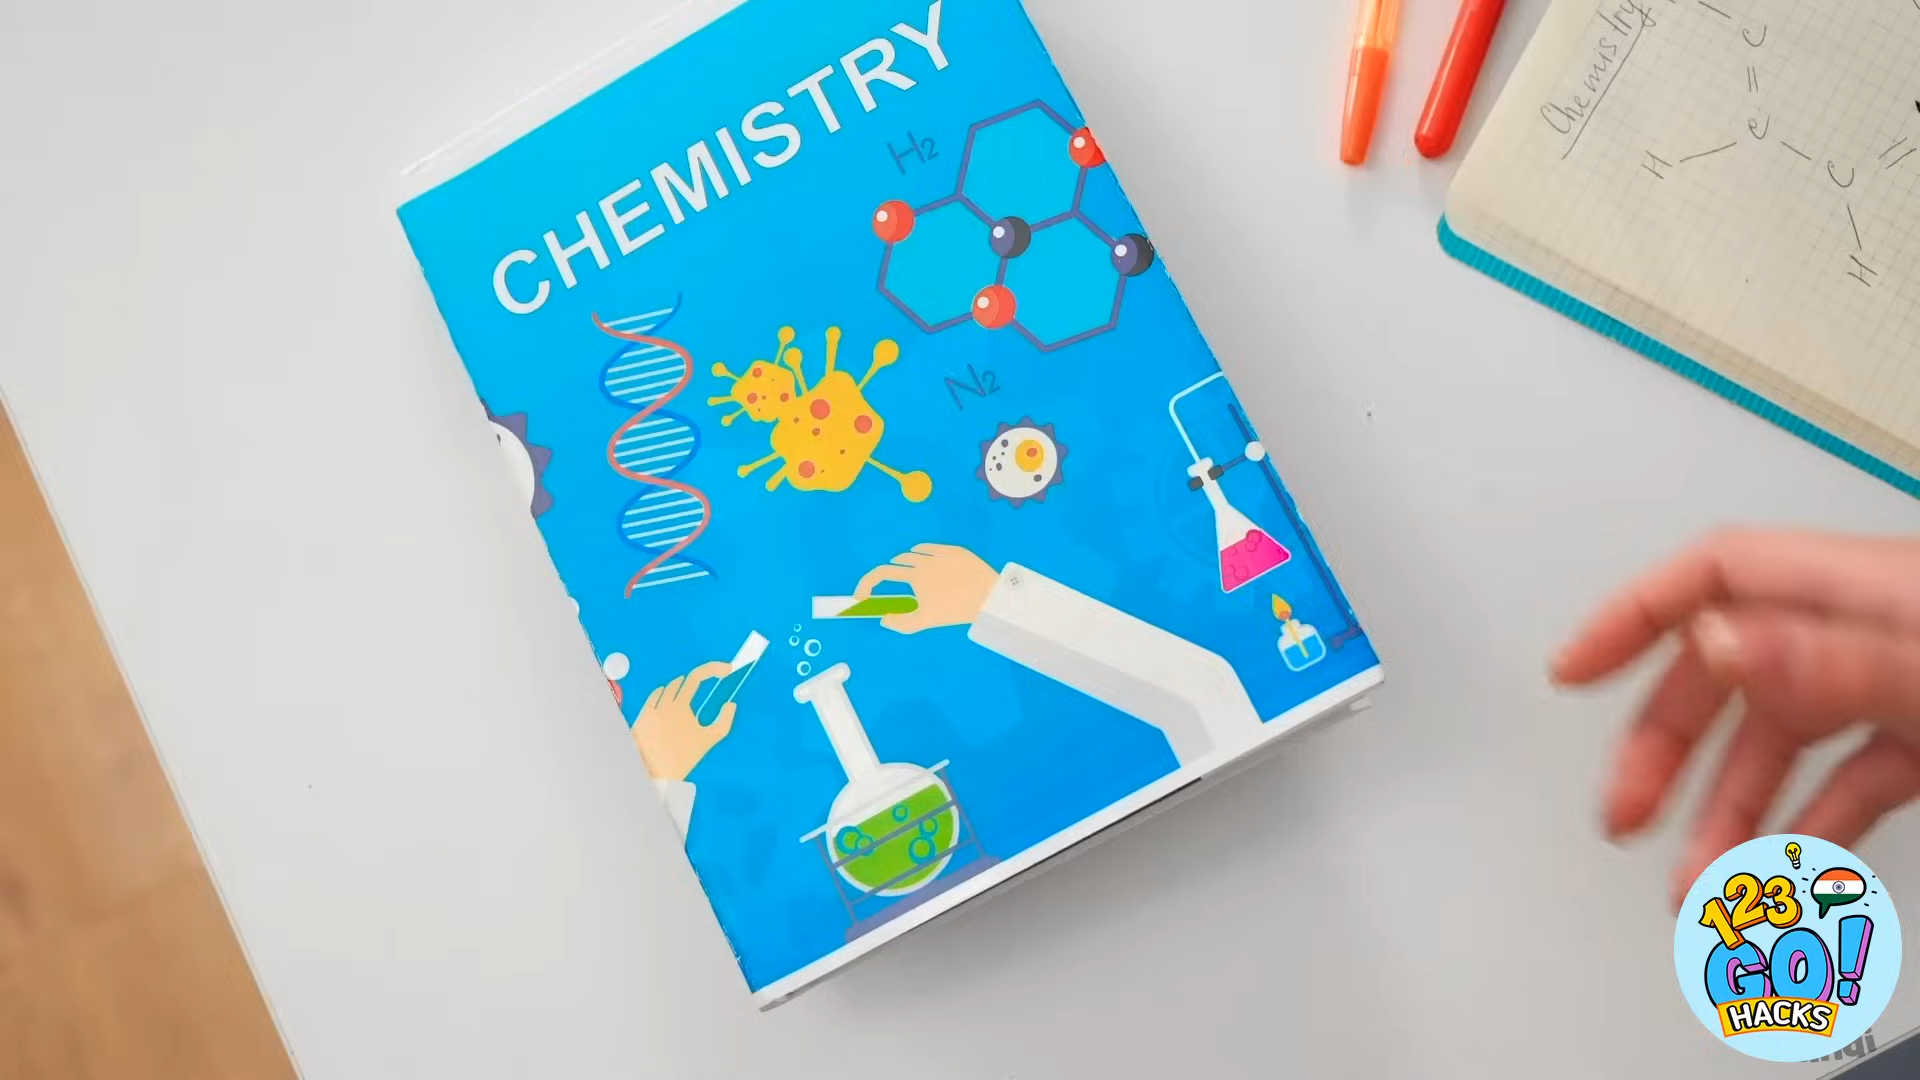 CHEMISTRY
H2
N2
Chemistry
C
C
H
C
H
123
GO!
HACKS